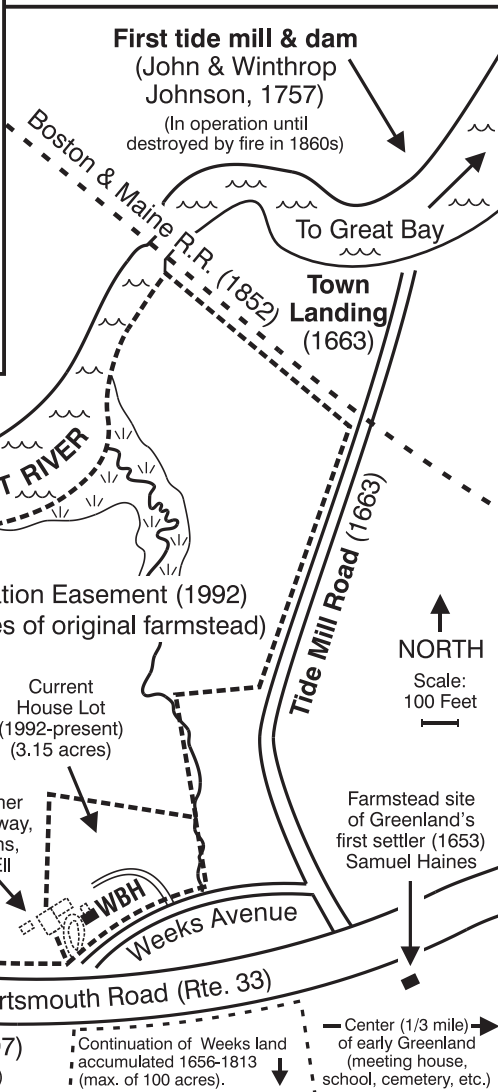 First tide mill & dam
(John & Winthrop
Johnson, 1757)
(In operation until
destroyed by fire in 1860s)
Boston & Maine R.R. (1852)
To Great Bay
Town
Landing
(1663)
T RIVER
Tide Mill Road (1663)
ation Easement (1992)
es of original farmstead)
NORTH
Scale:
100 Feet
Current
House Lot
(1992-present)
(3.15 acres)
her
way,
ns,
Ell
Farmstead site
of Greenland's
first settler (1653)
Samuel Haines
WBH
Weeks Avenue
rtsmouth Road (Rte. 33)
7)
)
Continuation of Weeks land
accumulated 1656-1813
(max. of 100 acres).
Center (1/3 mile)
of early Greenland
(meeting house,
school, cemetery, etc.)